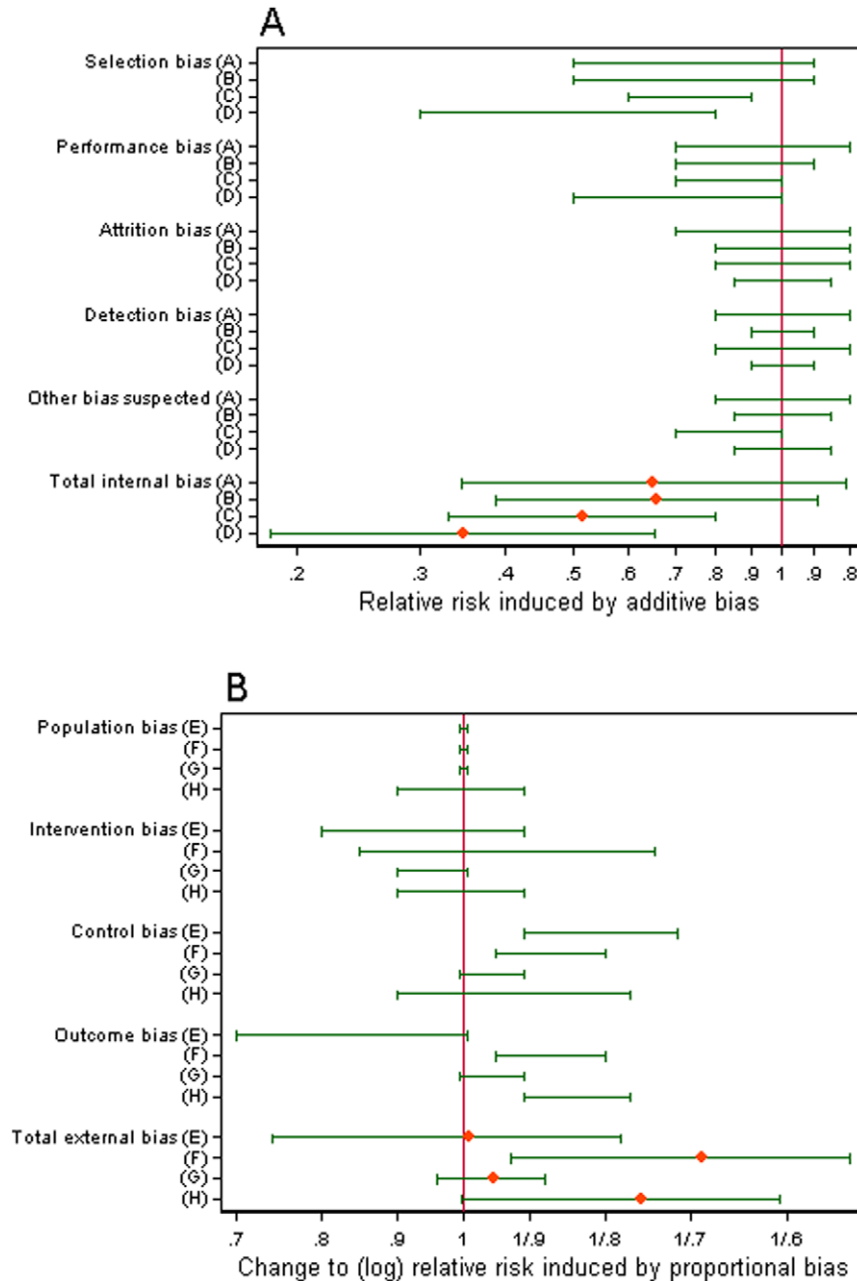 A
Selection bias (A)
(B)
(C)
(D)
Performance bias (A)
(B)
(C)
(D)
Attrition bias (A)
(B)
(C)
(D)
Detection bias (A)
(B)
(C)
(D)
Other bias suspected (A)
(B)
(C)
(D)
Total internal bias (A)
(B)
(C)
(D)
.2 .3 .4 .5 .6 .7 .8 .9 1 .9 .8
Relative risk induced by additive bias
B
Population bias (E)
(F)
(G)
(H)
Intervention bias (E)
(F)
(G)
(H)
Control bias (E)
(F)
(G)
(H)
Outcome bias (E)
(F)
(G)
(H)
Total external bias (E)
(F)
(G)
(H)
.7 .8 .9 1 1/.9 1/.8 1/.7 1/.6
Change to (log) relative risk induced by proportional bias